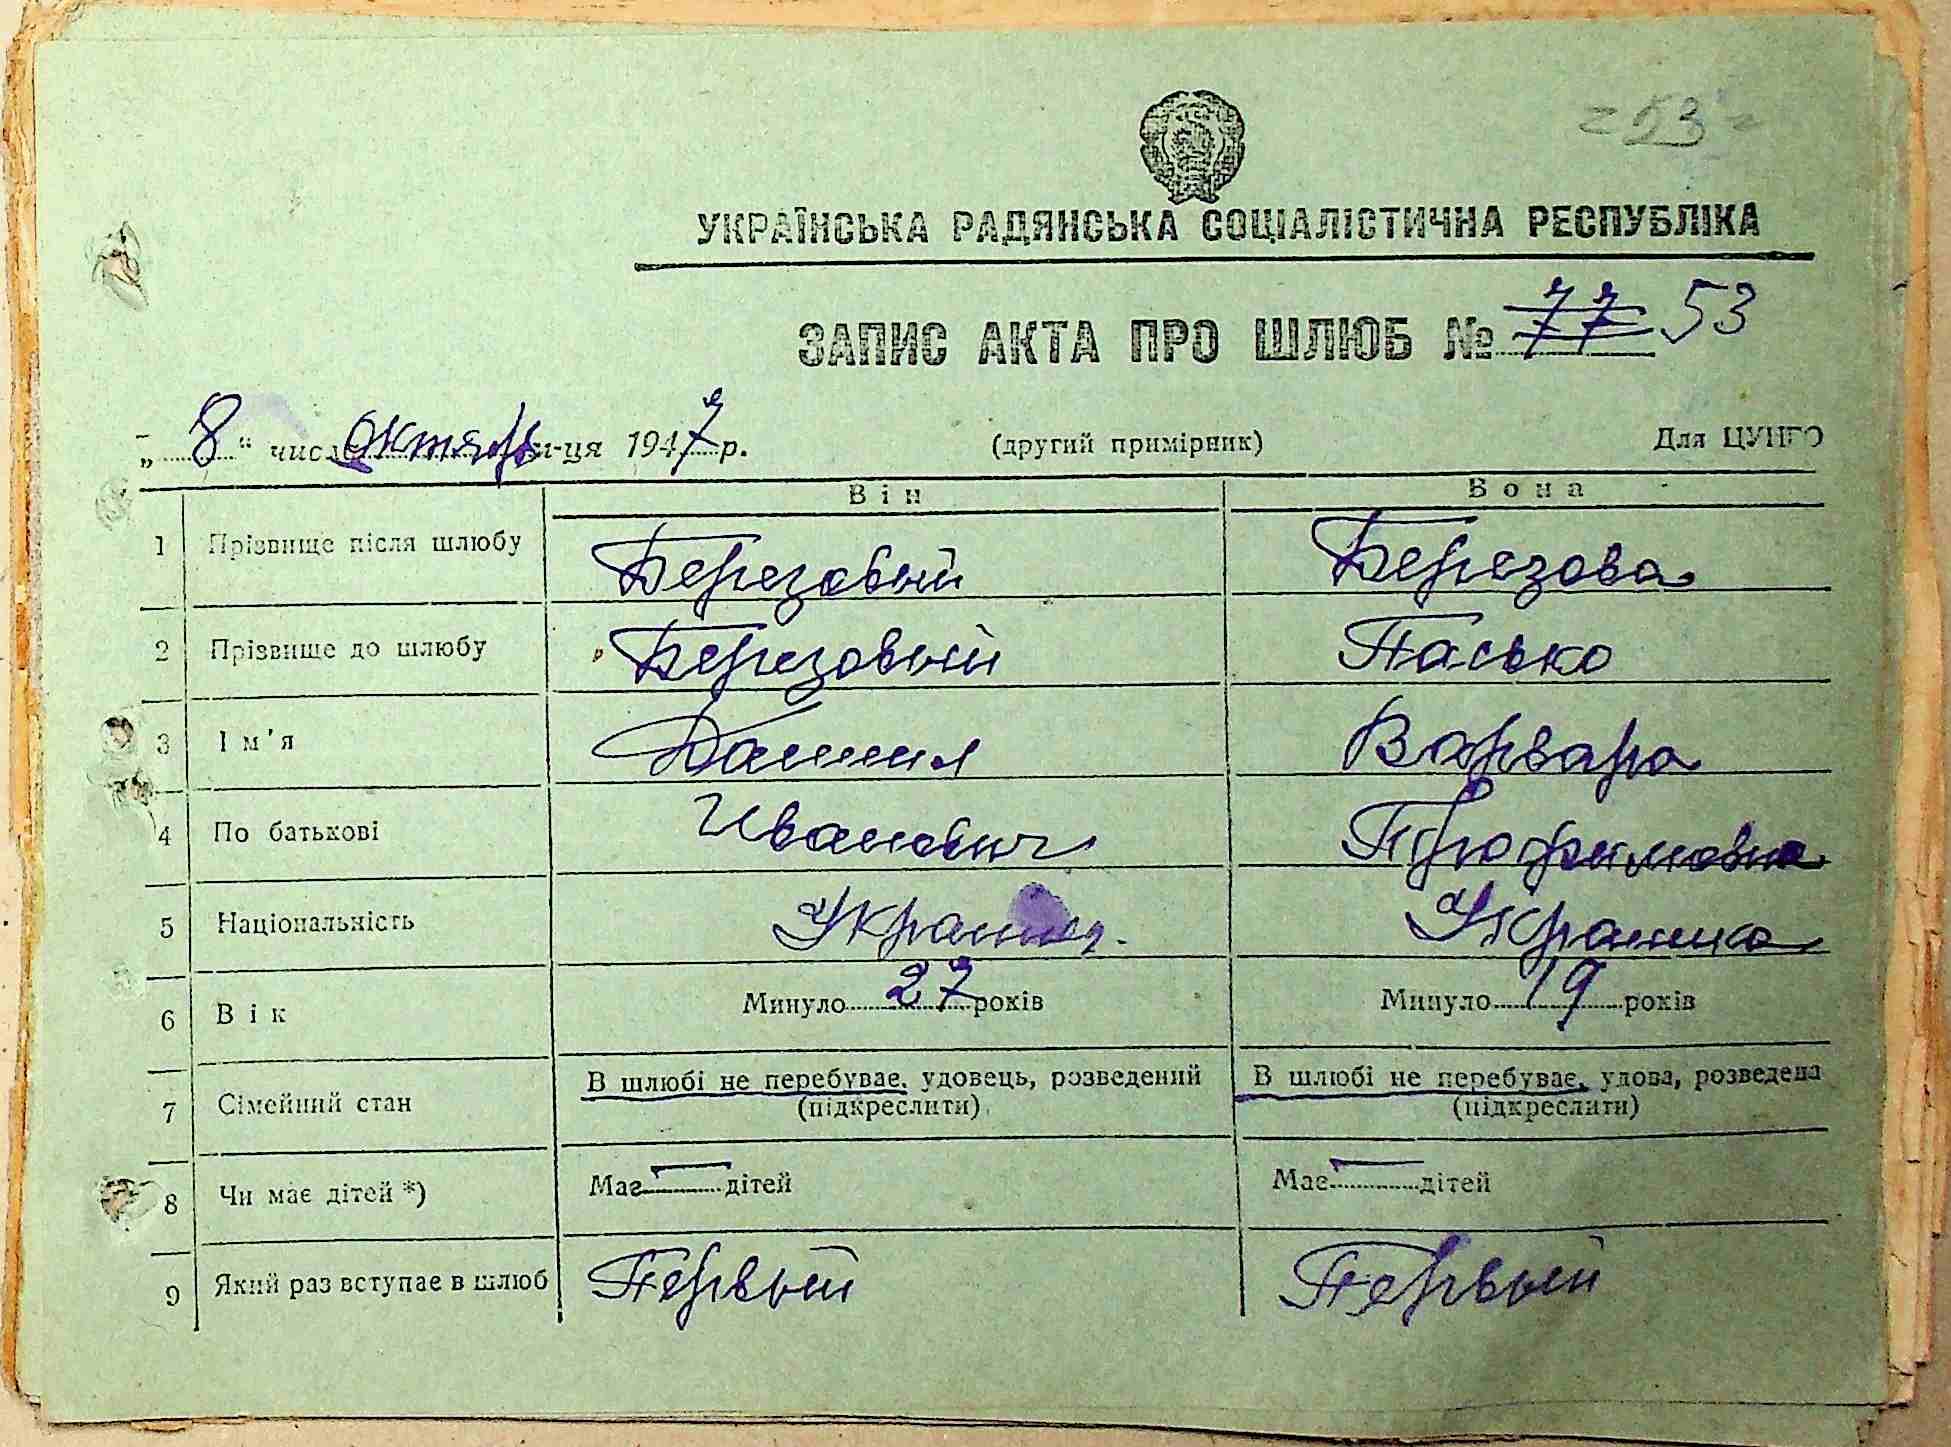 = 53 =
УКРАЇНСЬКА РАДЯНСЬКА СОЦІАЛІСТИЧНА РЕСПУБЛІКА
ЗАПИС АКТА ПРО ШЛЮБ № 77 53
„ 8 “ числа октября м-ця 1947 р. (другий примірник) Для ЦУНГО
Він Вона
1 Прізвище після шлюбу Березовый Березова
2 Прізвище до шлюбу Березовый Пасько
3 Ім'я Данил Варвара
4 По батькові Иванович Трофимовна
5 Національність Украинец. Украинка
6 Вік Минуло 27 років Минуло 19 років
7 Сімейний стан В шлюбі не перебуває, удовець, розведений В шлюбі не перебуває, удова, розведена
(підкреслити) (підкреслити)
8 Чи має дітей *) Має — дітей Має — дітей
9 Який раз вступає в шлюб Первый Первый